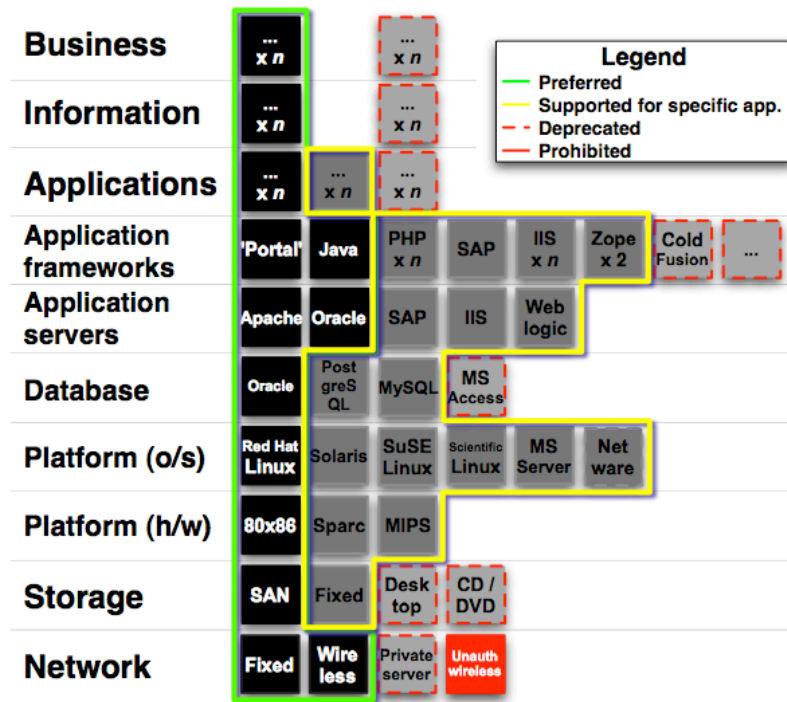 Business
...
x n
...
x n
Legend
Preferred
Supported for specific app.
Deprecated
Prohibited
Information
...
x n
...
x n
Applications
...
x n
...
x n
...
x n
Application
frameworks
'Portal'
Java
PHP
x n
SAP
IIS
x n
Zope
x 2
Cold
Fusion
...
Application
servers
Apache
Oracle
SAP
IIS
Web
logic
Database
Oracle
Post
greS
QL
MySQL
MS
Access
Platform (o/s)
Red Hat
Linux
Solaris
SuSE
Linux
Scientific
Linux
MS
Server
Net
ware
Platform (h/w)
80x86
Sparc
MIPS
Storage
SAN
Fixed
Desk
top
CD /
DVD
Network
Fixed
Wire
less
Private
server
Unauth
wireless